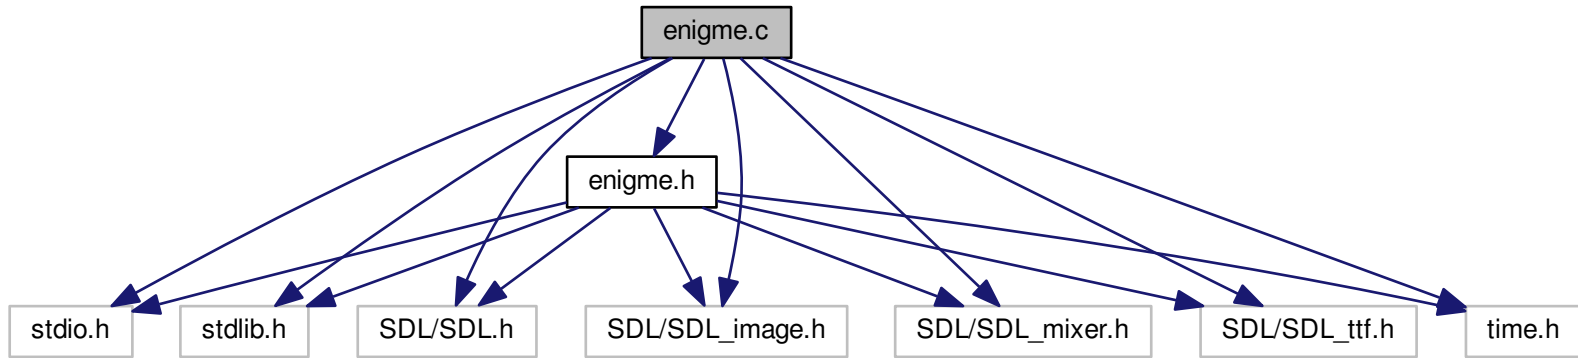 enigme.c
enigme.h
stdio.h
stdlib.h
SDL/SDL.h
SDL/SDL_image.h
SDL/SDL_mixer.h
SDL/SDL_ttf.h
time.h